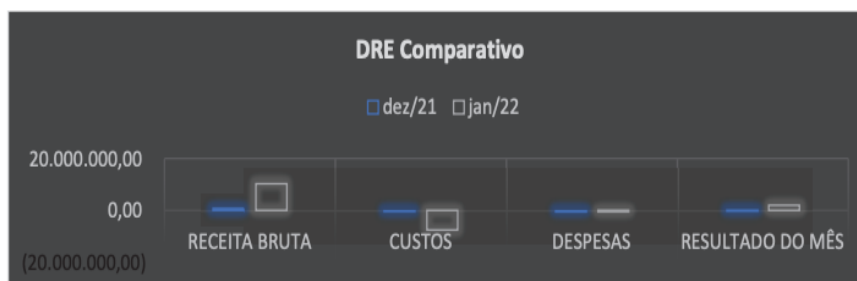 DRE Comparativo
dez/21 jan/22
20.000.000,00
0,00
RECEITA BRUTA CUSTOS DESPESAS RESULTADO DO MÊS
(20.000.000,00)